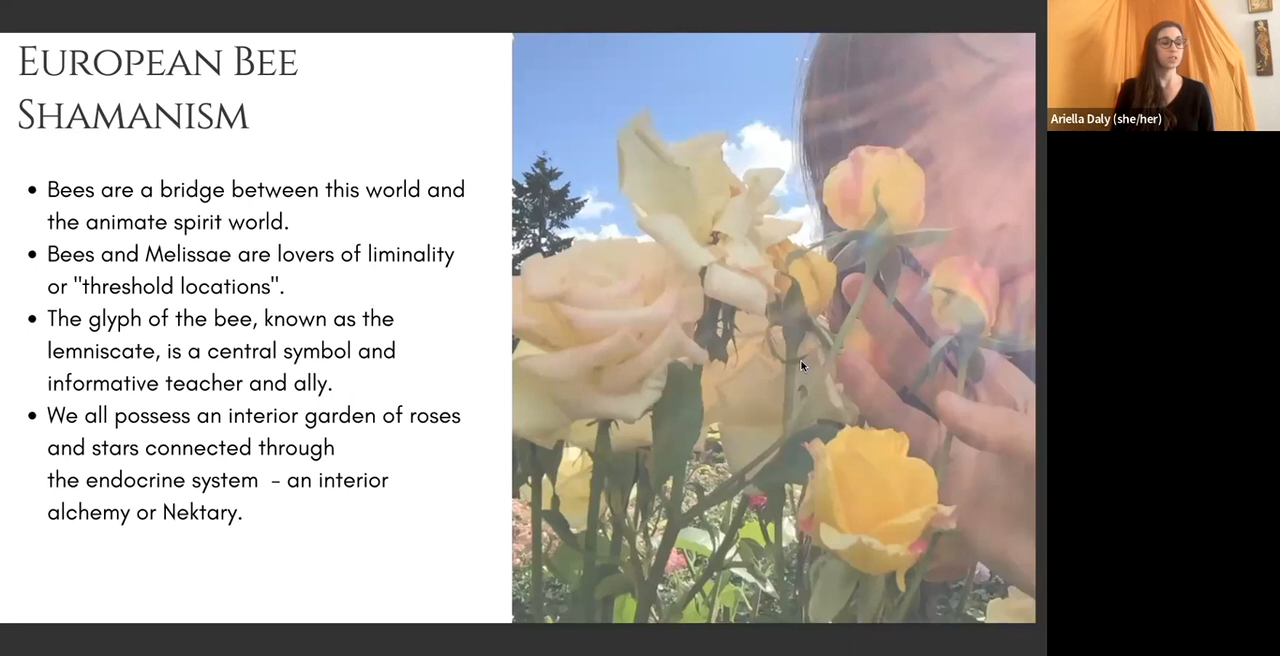 European Bee
Shamanism
• Bees are a bridge between this world and
the animate spirit world.
• Bees and Melissae are lovers of liminality
or "threshold locations".
• The glyph of the bee, known as the
lemniscate, is a central symbol and
informative teacher and ally.
• We all possess an interior garden of roses
and stars connected through
the endocrine system  - an interior
alchemy or Nektary.
Ariella Daly (she/her)